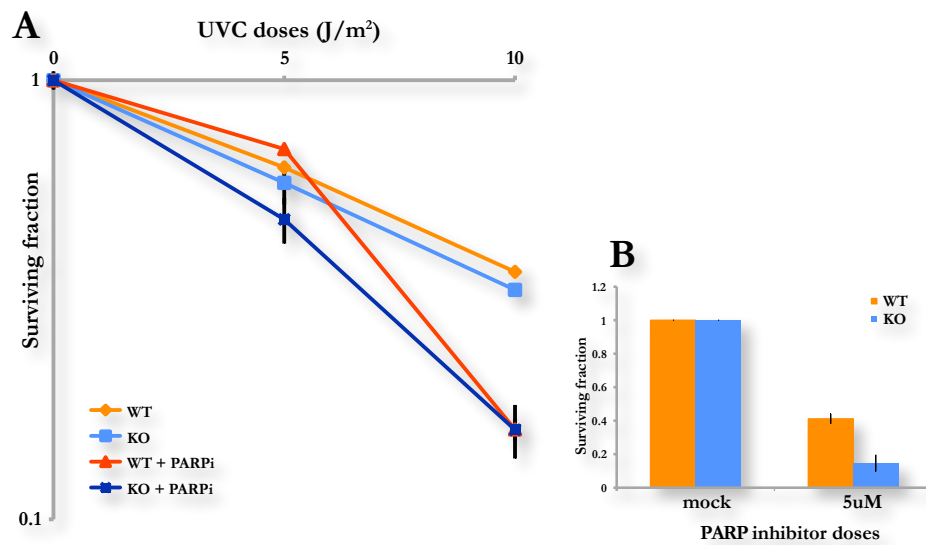 A
UVC doses (J/m²)
0 5 10
1
Surviving fraction
0.1
WT
KO
WT + PARPi
KO + PARPi
B
1.2
1
0.8
0.6
0.4
0.2
0
Surviving fraction
WT
KO
mock 5uM
PARP inhibitor doses